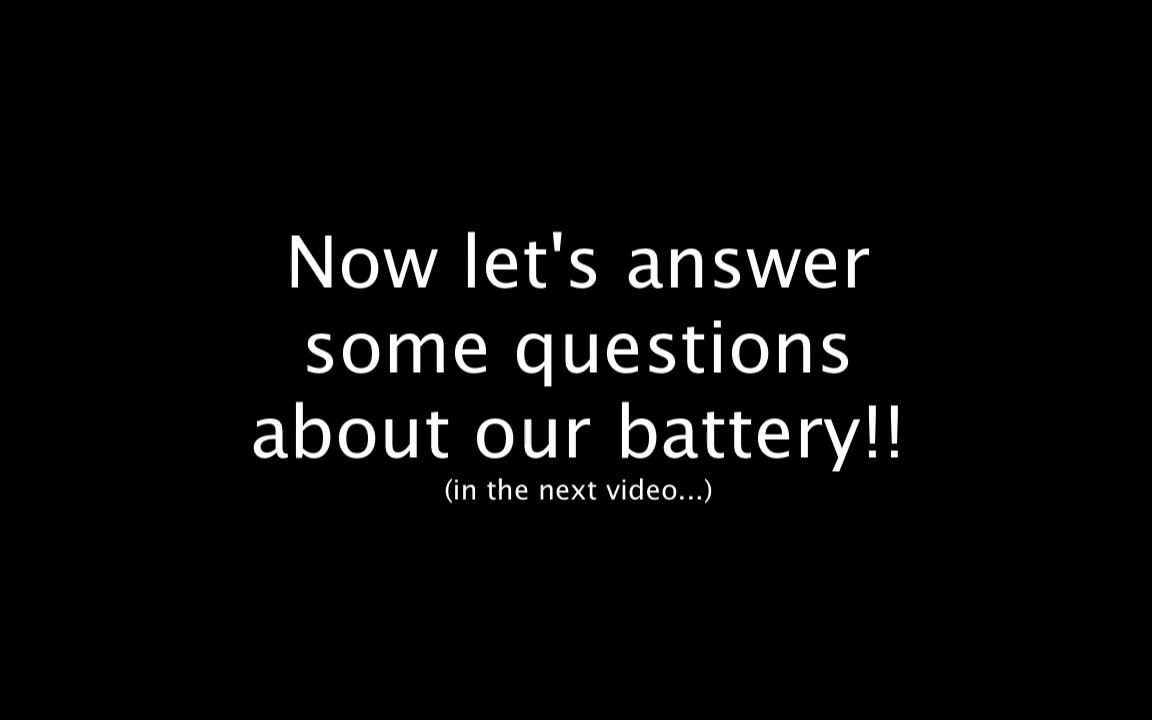 Now let's answer
some questions
about our battery!!
(in the next video...)